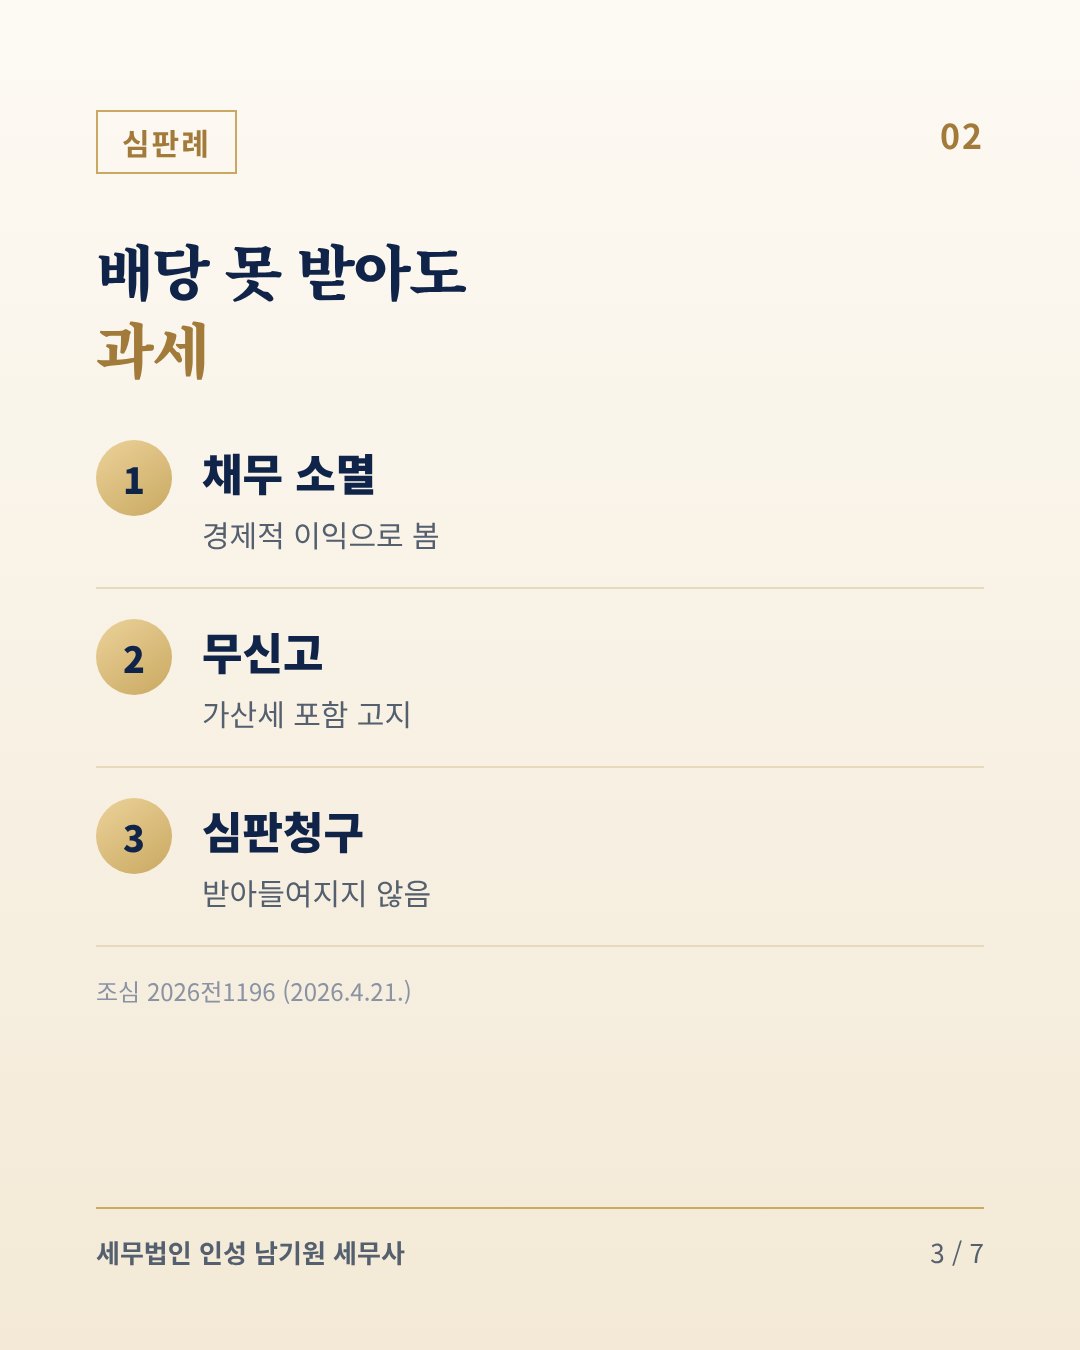 심판례
02
배당 못 받아도
과세
1
채무 소멸
경제적 이익으로 봄
2
무신고
가산세 포함 고지
3
심판청구
받아들여지지 않음
조심 2026전1196 (2026.4.21.)
세무법인 인성 남기원 세무사
3 / 7